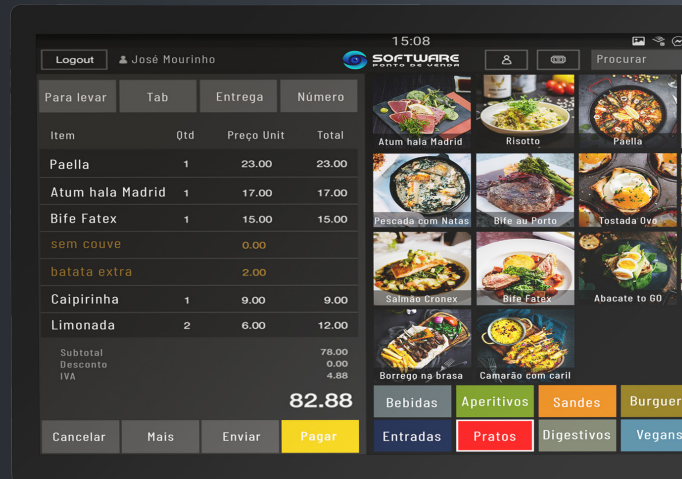 15:08
Logout
José Mourinho
SOFTWARE
PONTO DE VENDA
Procurar
Para levar Tab Entrega Número
Item Qtd Preço Unit Total
Paella 1 23.00 23.00
Atum hala Madrid 1 17.00 17.00
Bife Fatex 1 15.00 15.00
sem couve 0.00
batata extra 2.00
Caipirinha 1 9.00 9.00
Limonada 2 6.00 12.00
Subtotal 78.00
Desconto 0.00
IVA 4.88
82.88
Cancelar Mais Enviar Pagar
Atum hala Madrid Risotto Paella
Pescada com Natas Bife au Porto Tostada Ovo
Salmão Cronex Bife Fatex Abacate to GO
Borrego na brasa Camarão com caril
Bebidas Aperitivos Sandes Burguer
Entradas Pratos Digestivos Vegans